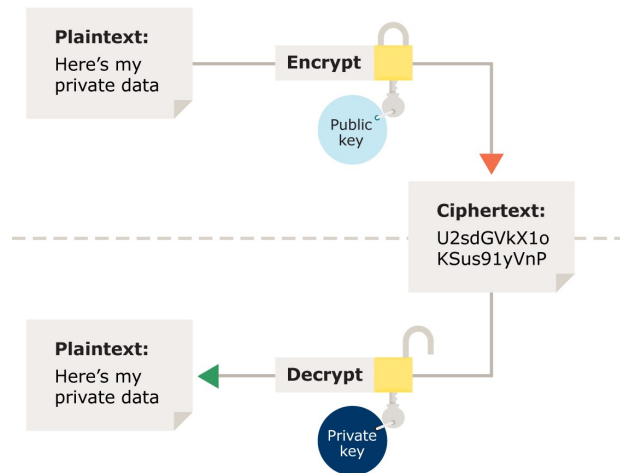 Plaintext:
Here's my
private data
Encrypt
Public
key
Ciphertext:
U2sdGVkX1o
KSus91yVnP
Plaintext:
Here's my
private data
Decrypt
Private
key